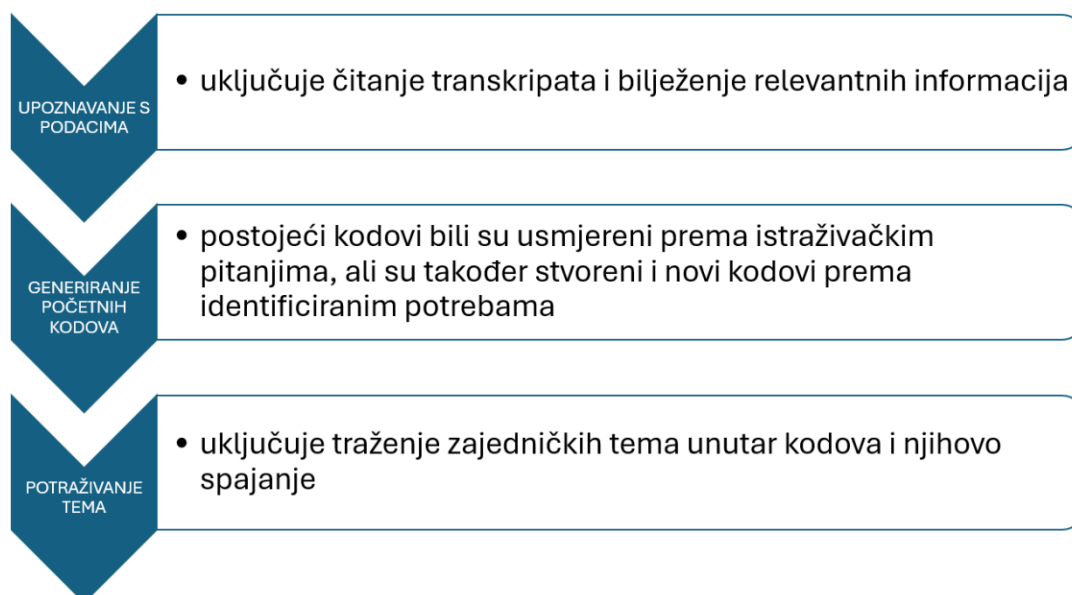 UPOZNAVANJE S
PODACIMA
• uključuje čitanje transkripata i bilježenje relevantnih informacija
GENERIRANJE
POČETNIH
KODOVA
• postojeći kodovi bili su usmjereni prema istraživačkim
pitanjima, ali su također stvoreni i novi kodovi prema
identificiranim potrebama
POTRAŽIVANJE
TEMA
• uključuje traženje zajedničkih tema unutar kodova i njihovo
spajanje